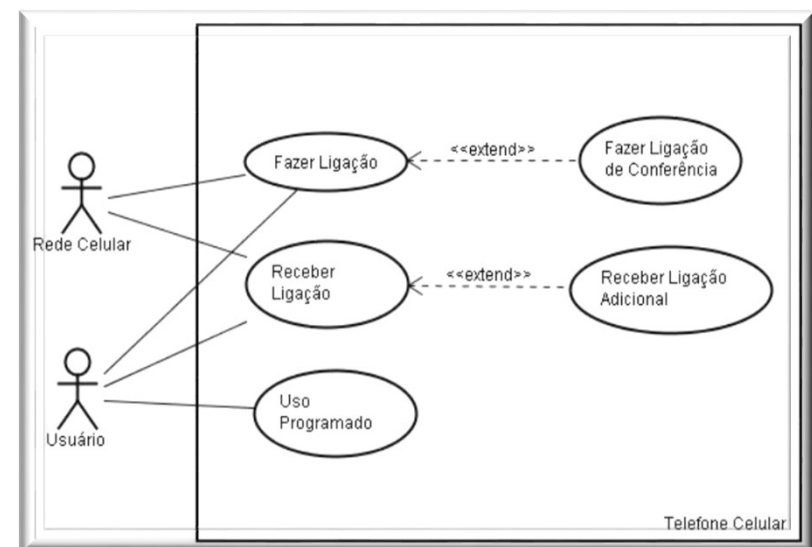 Fazer Ligação
<<extend>>
Fazer Ligação
de Conferência
Rede Celular
Receber
Ligação
<<extend>>
Receber Ligação
Adicional
Usuário
Uso
Programado
Telefone Celular